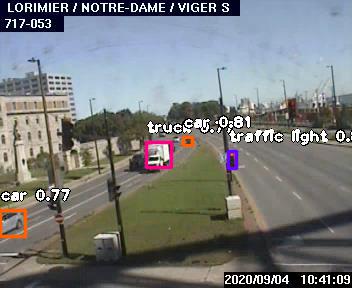 LORIMIER / NOTRE-DAME / VIGER S
717-053
car 0.81
truck 0.7
traffic light 0.
car 0.77
2020/09/04 10:41:09